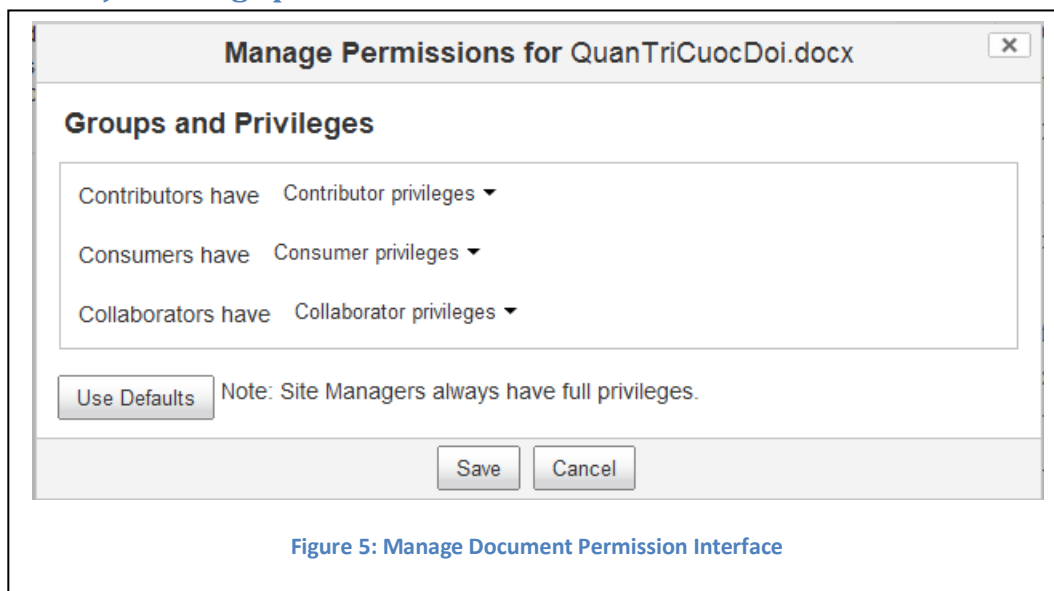 Manage Permissions for QuanTriCuocDoi.docx
Groups and Privileges
Contributors have Contributor privileges
Consumers have Consumer privileges
Collaborators have Collaborator privileges
Use Defaults Note: Site Managers always have full privileges.
Save Cancel
Figure 5: Manage Document Permission Interface